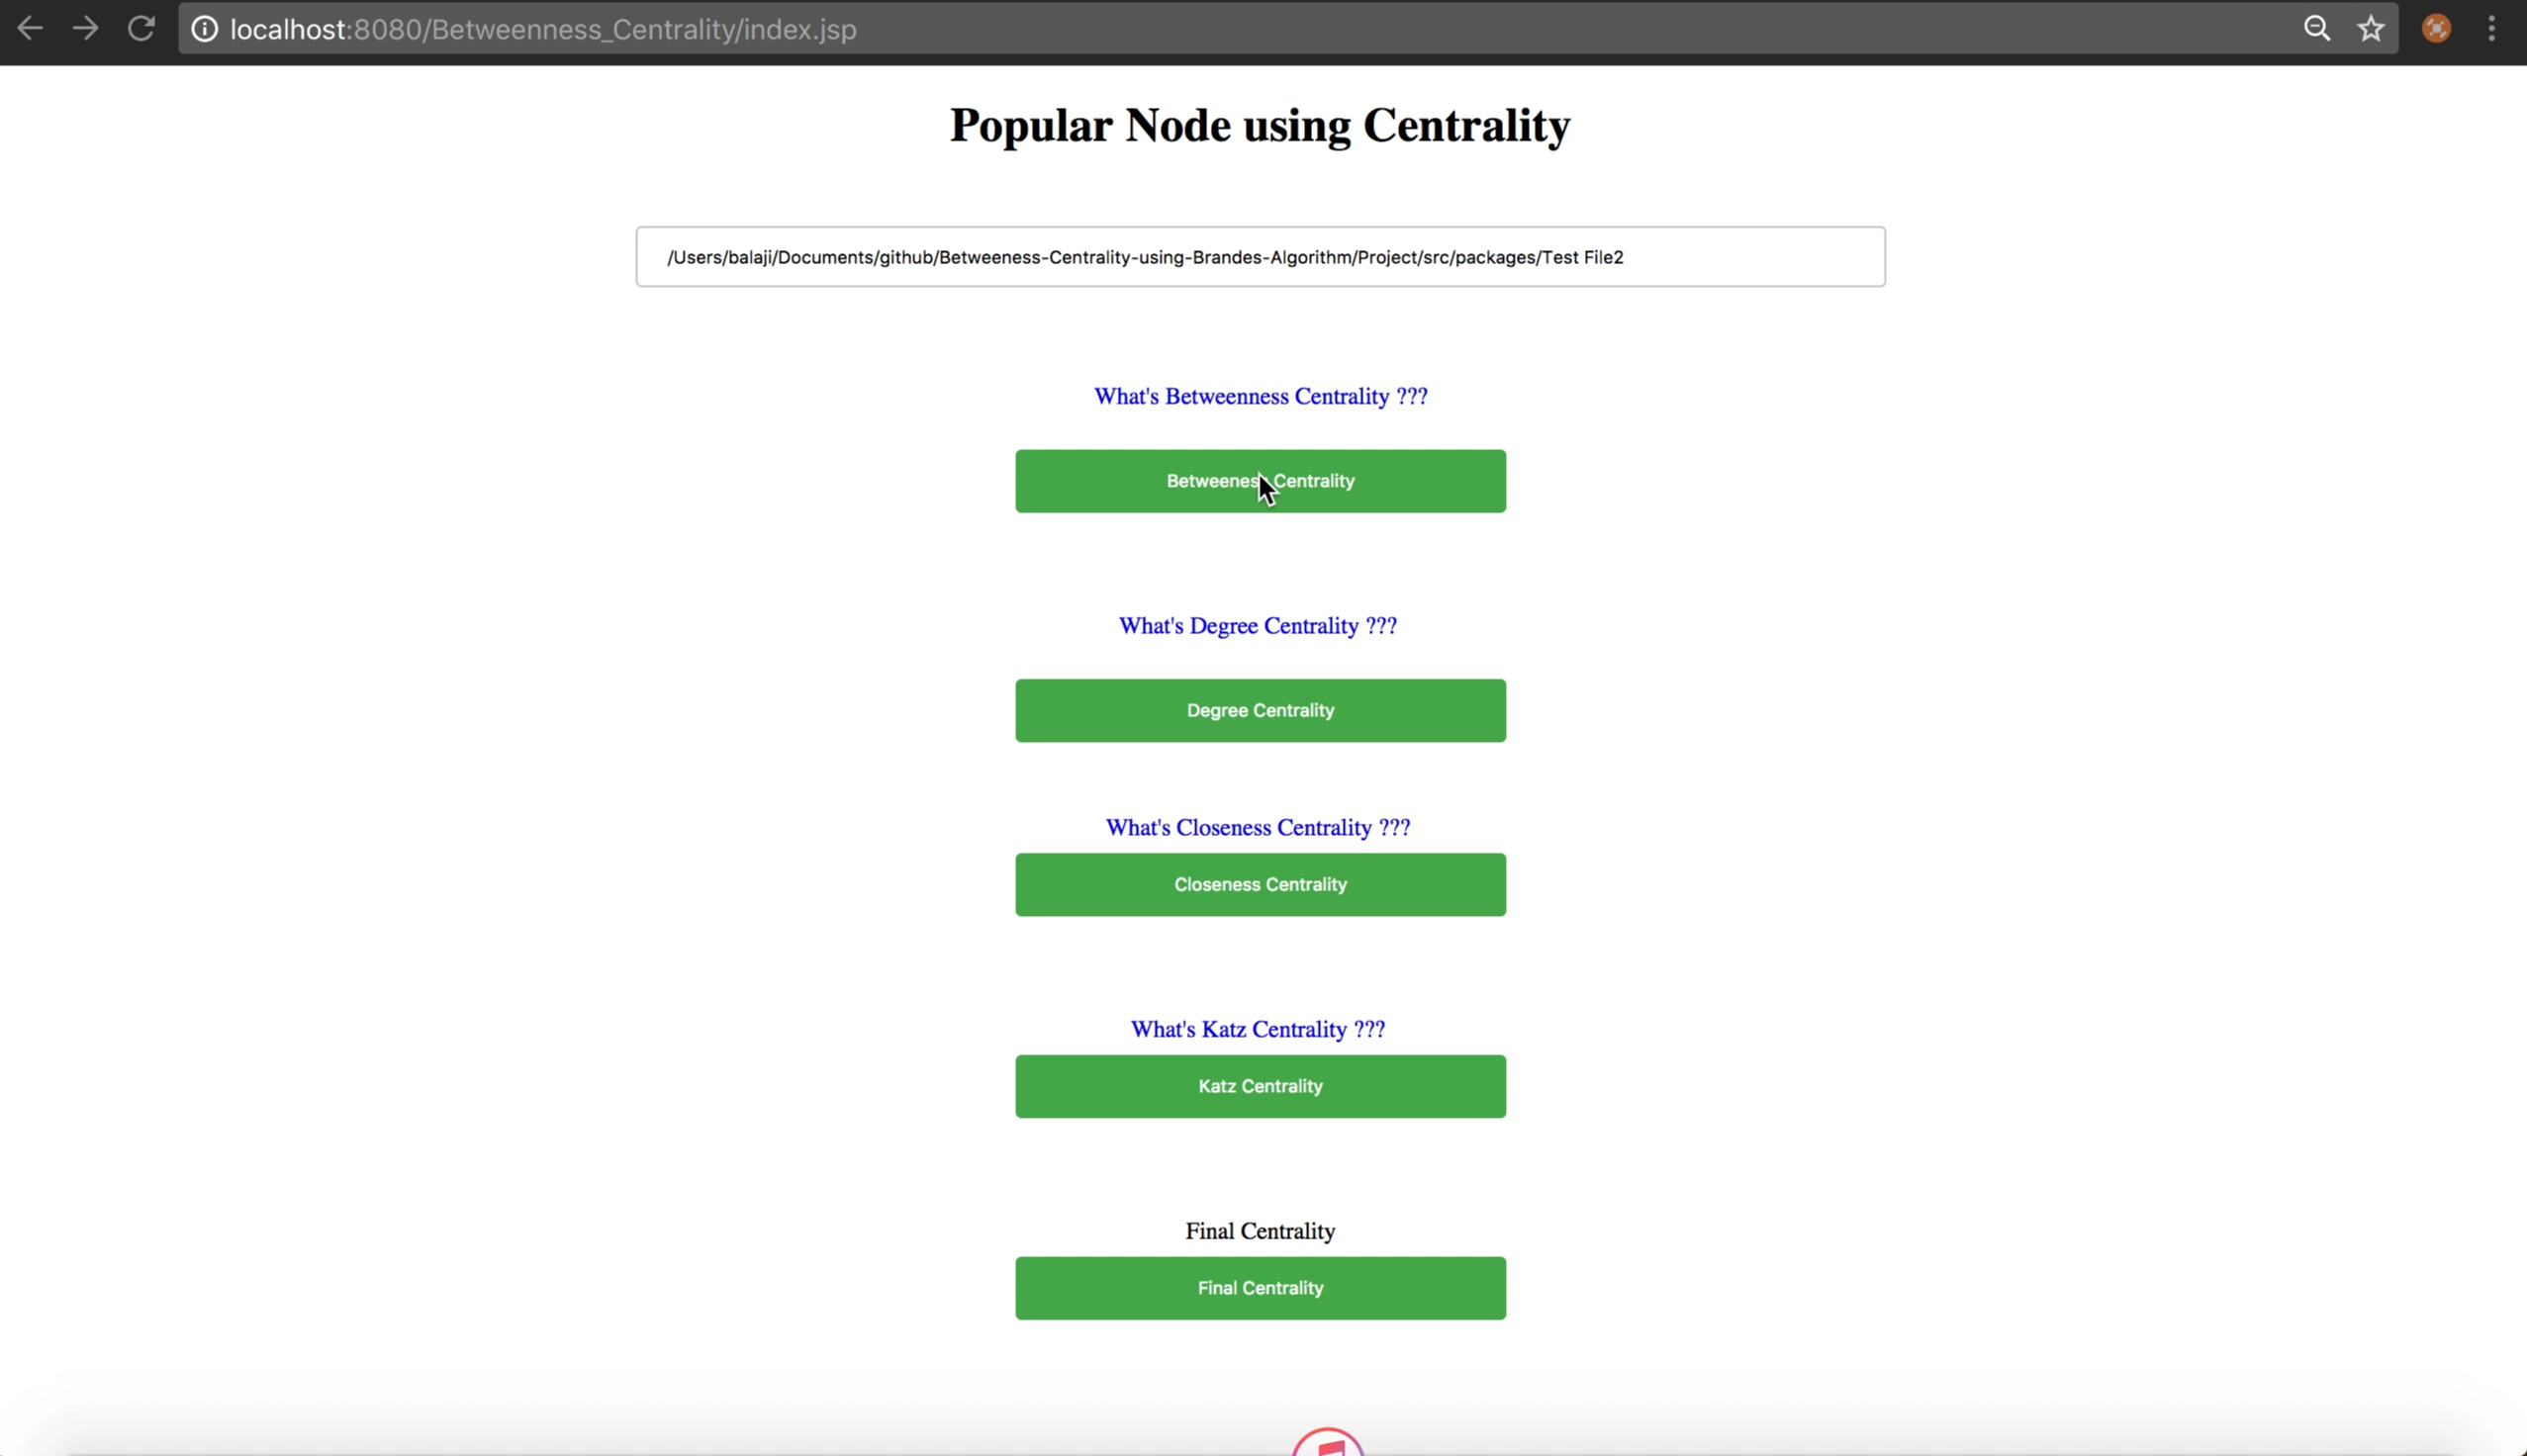 localhost:8080/Betweenness_Centrality/index.jsp
Popular Node using Centrality
/Users/balaji/Documents/github/Betweeness-Centrality-using-Brandes-Algorithm/Project/src/packages/Test File2
What's Betweenness Centrality ???
Betweeness Centrality
What's Degree Centrality ???
Degree Centrality
What's Closeness Centrality ???
Closeness Centrality
What's Katz Centrality ???
Katz Centrality
Final Centrality
Final Centrality